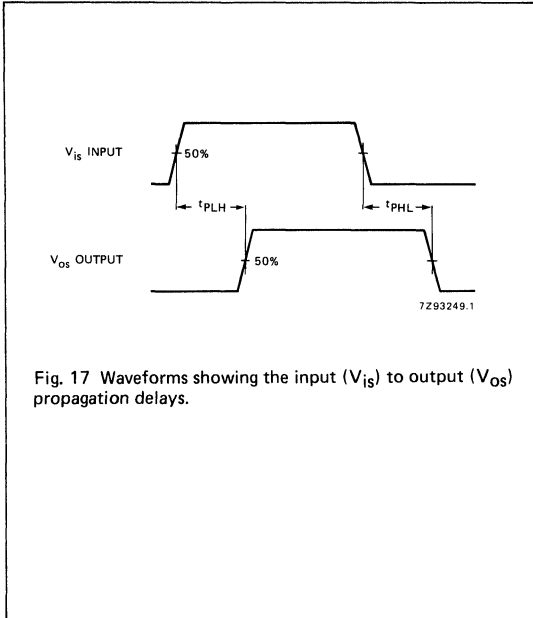 V_is INPUT
50%
t_PLH
t_PHL
V_os OUTPUT
50%
7Z93249.1
Fig. 17 Waveforms showing the input (V_is) to output (V_os)
propagation delays.